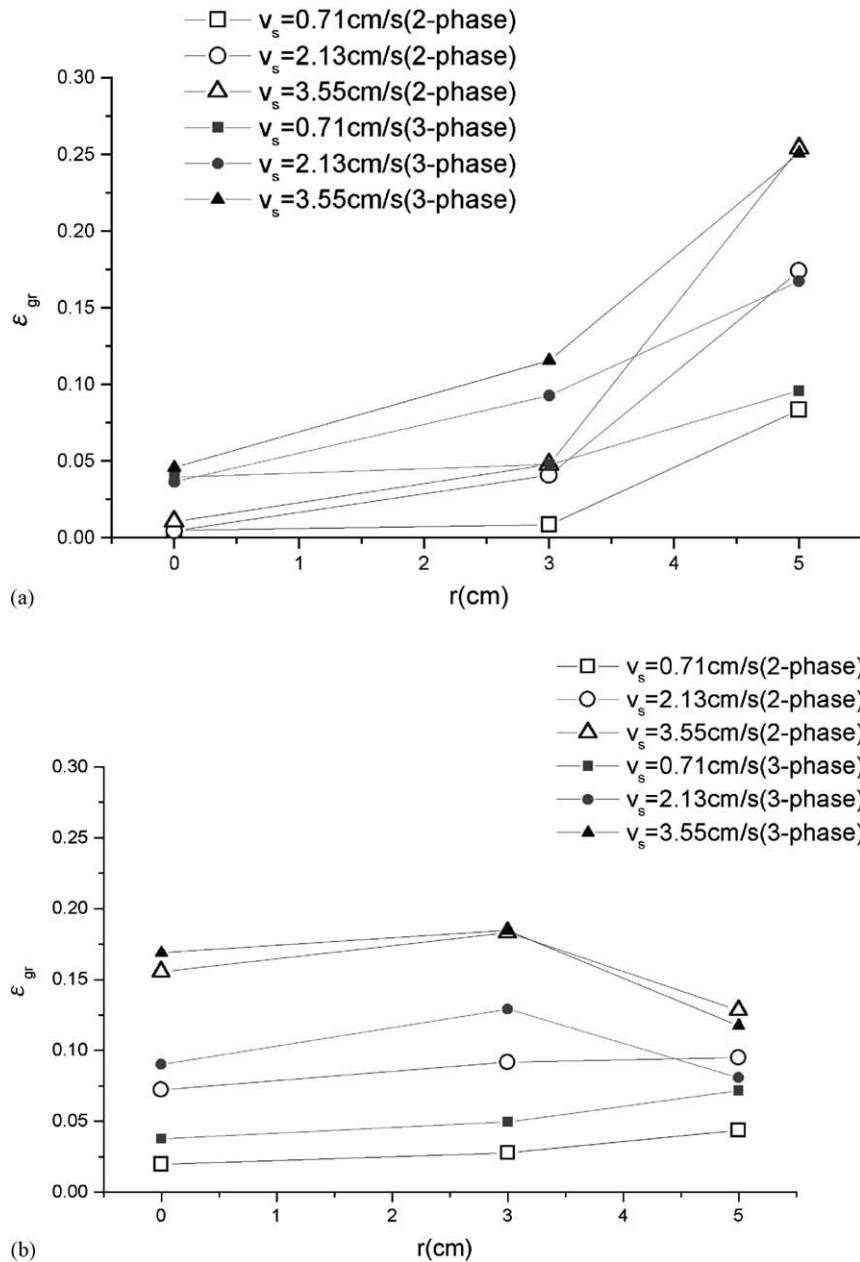 v_s=0.71cm/s(2-phase)
v_s=2.13cm/s(2-phase)
v_s=3.55cm/s(2-phase)
v_s=0.71cm/s(3-phase)
v_s=2.13cm/s(3-phase)
v_s=3.55cm/s(3-phase)
0.30
0.25
0.20
0.15
0.10
0.05
0.00
ε_gr
0 1 2 3 4 5
r(cm)
(a)
v_s=0.71cm/s(2-phase)
v_s=2.13cm/s(2-phase)
v_s=3.55cm/s(2-phase)
v_s=0.71cm/s(3-phase)
v_s=2.13cm/s(3-phase)
v_s=3.55cm/s(3-phase)
0.30
0.25
0.20
0.15
0.10
0.05
0.00
ε_gr
0 1 2 3 4 5
r(cm)
(b)